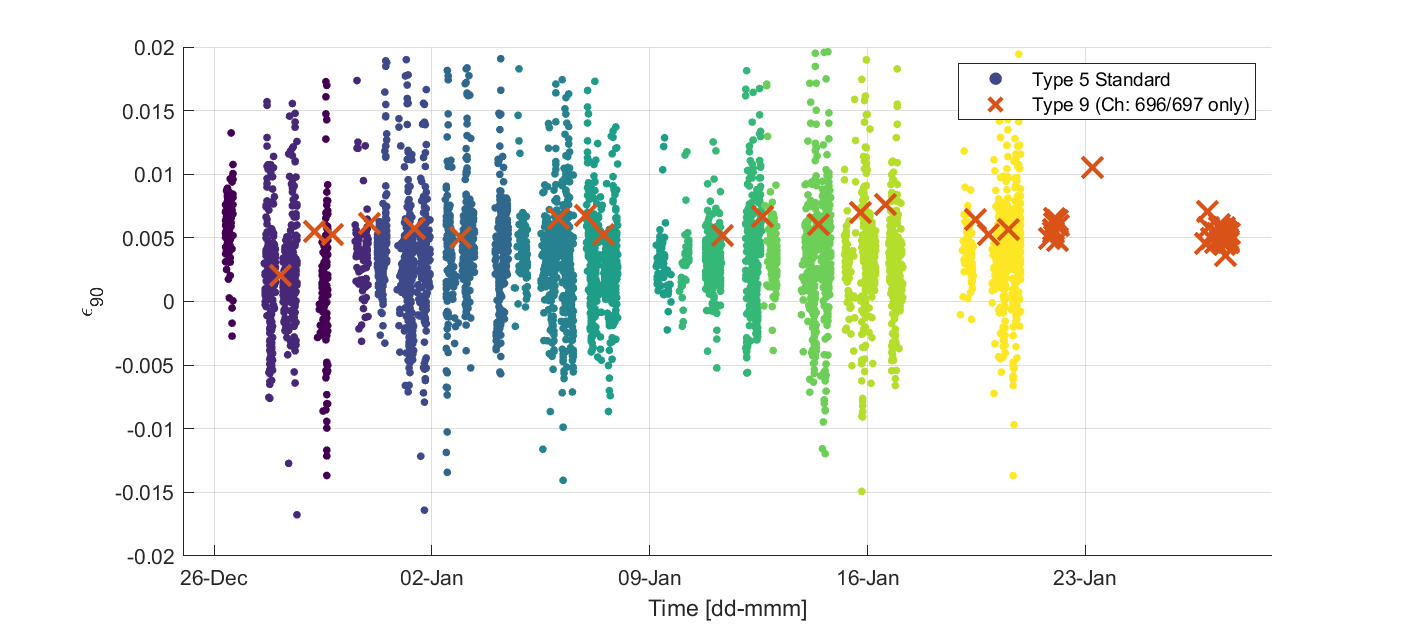 0.02
0.015
0.01
0.005
0
-0.005
-0.01
-0.015
-0.02
ϵ90
26-Dec
02-Jan
09-Jan
16-Jan
23-Jan
Time [dd-mmm]
Type 5 Standard
Type 9 (Ch: 696/697 only)